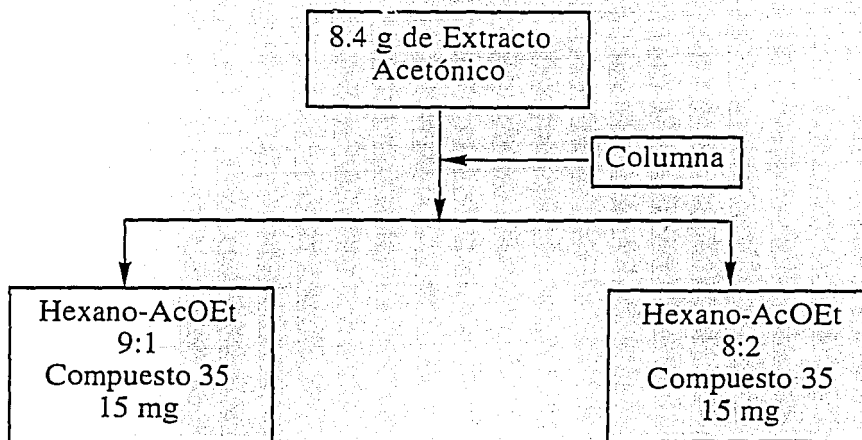 8.4 g de Extracto
Acetónico
Columna
Hexano-AcOEt
9:1
Compuesto 35
15 mg
Hexano-AcOEt
8:2
Compuesto 35
15 mg